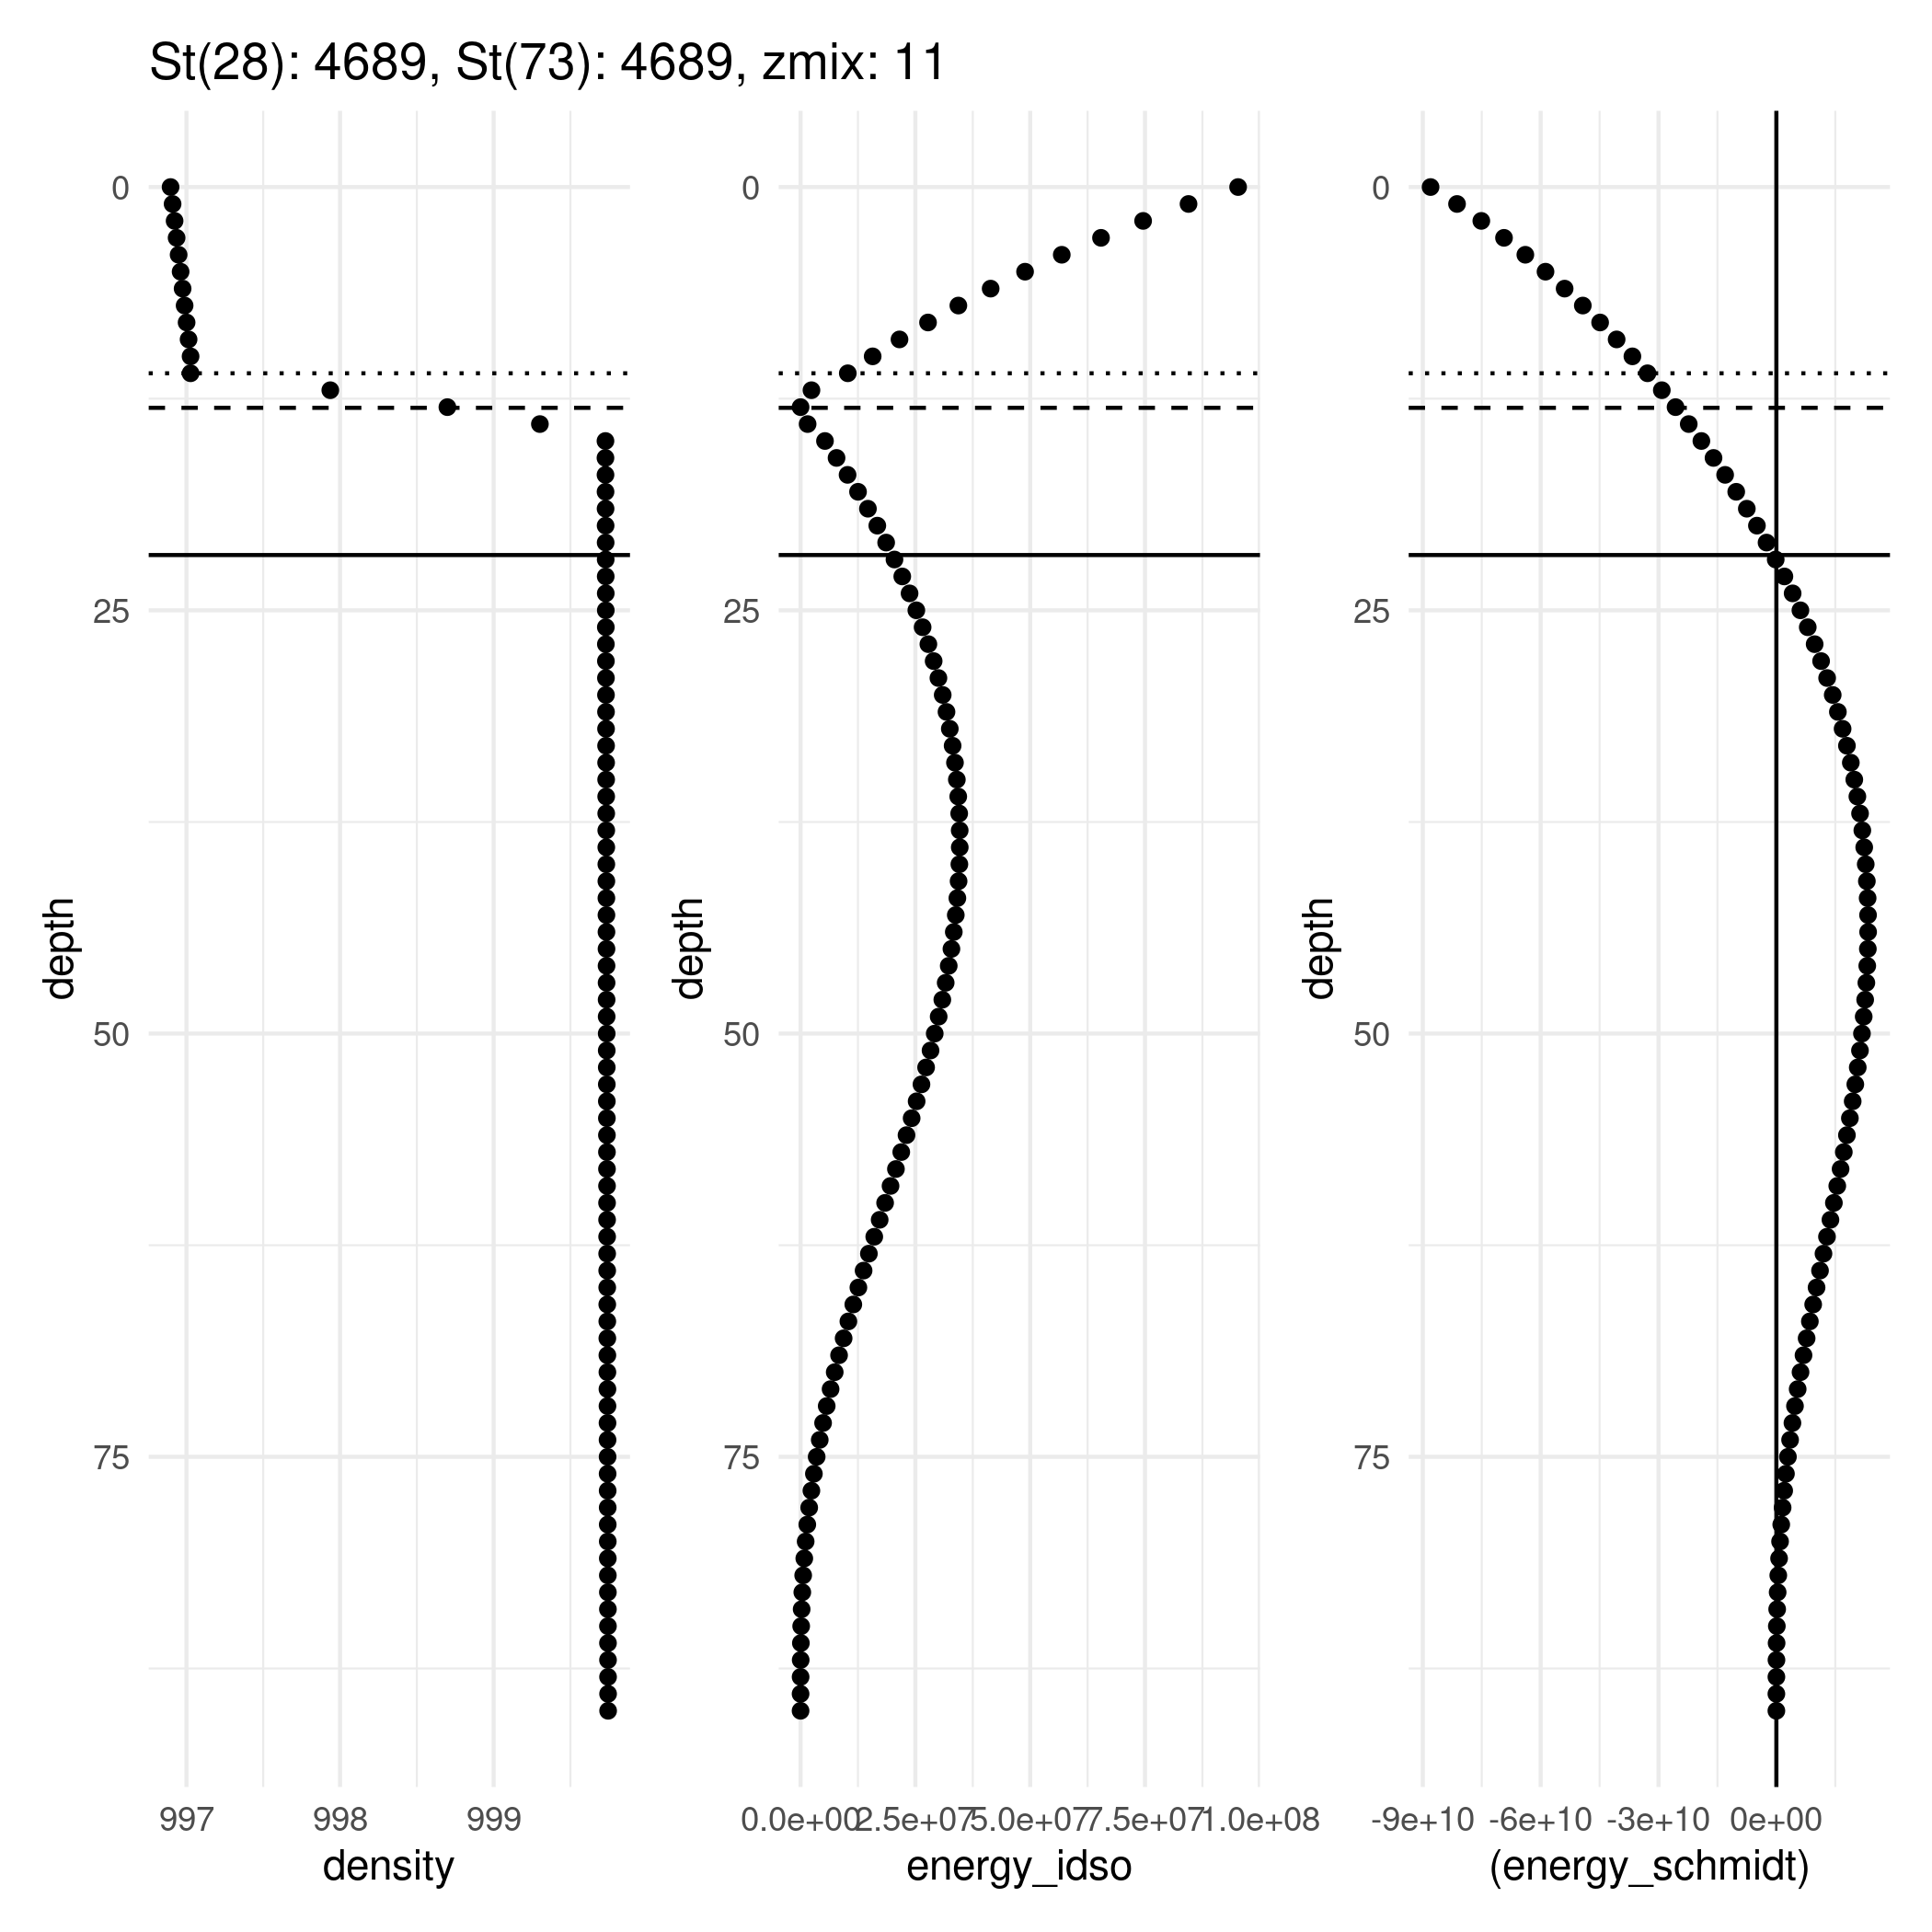 St(28): 4689, St(73): 4689, zmix: 11
0
25
50
75
depth
997 998 999
density
0
25
50
75
depth
0.0e+00 2.5e+07 5.0e+07 7.5e+07 1.0e+08
energy_idso
0
25
50
75
depth
-9e+10 -6e+10 -3e+10 0e+00
(energy_schmidt)